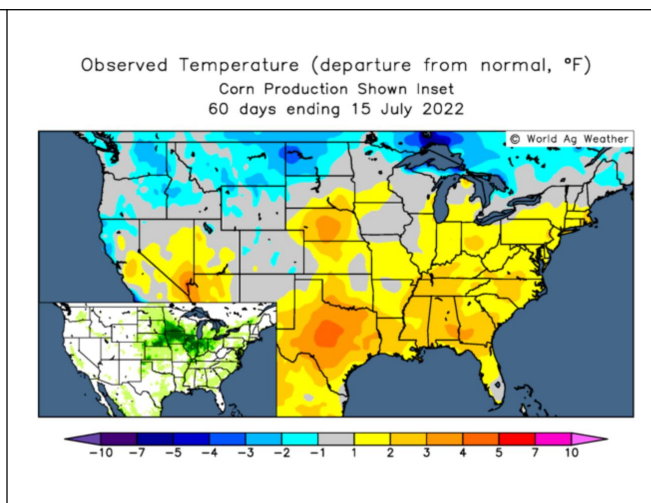 Observed Temperature (departure from normal, °F)
Corn Production Shown Inset
60 days ending 15 July 2022
© World Ag Weather
-10 -7 -5 -4 -3 -2 -1 1 2 3 4 5 7 10